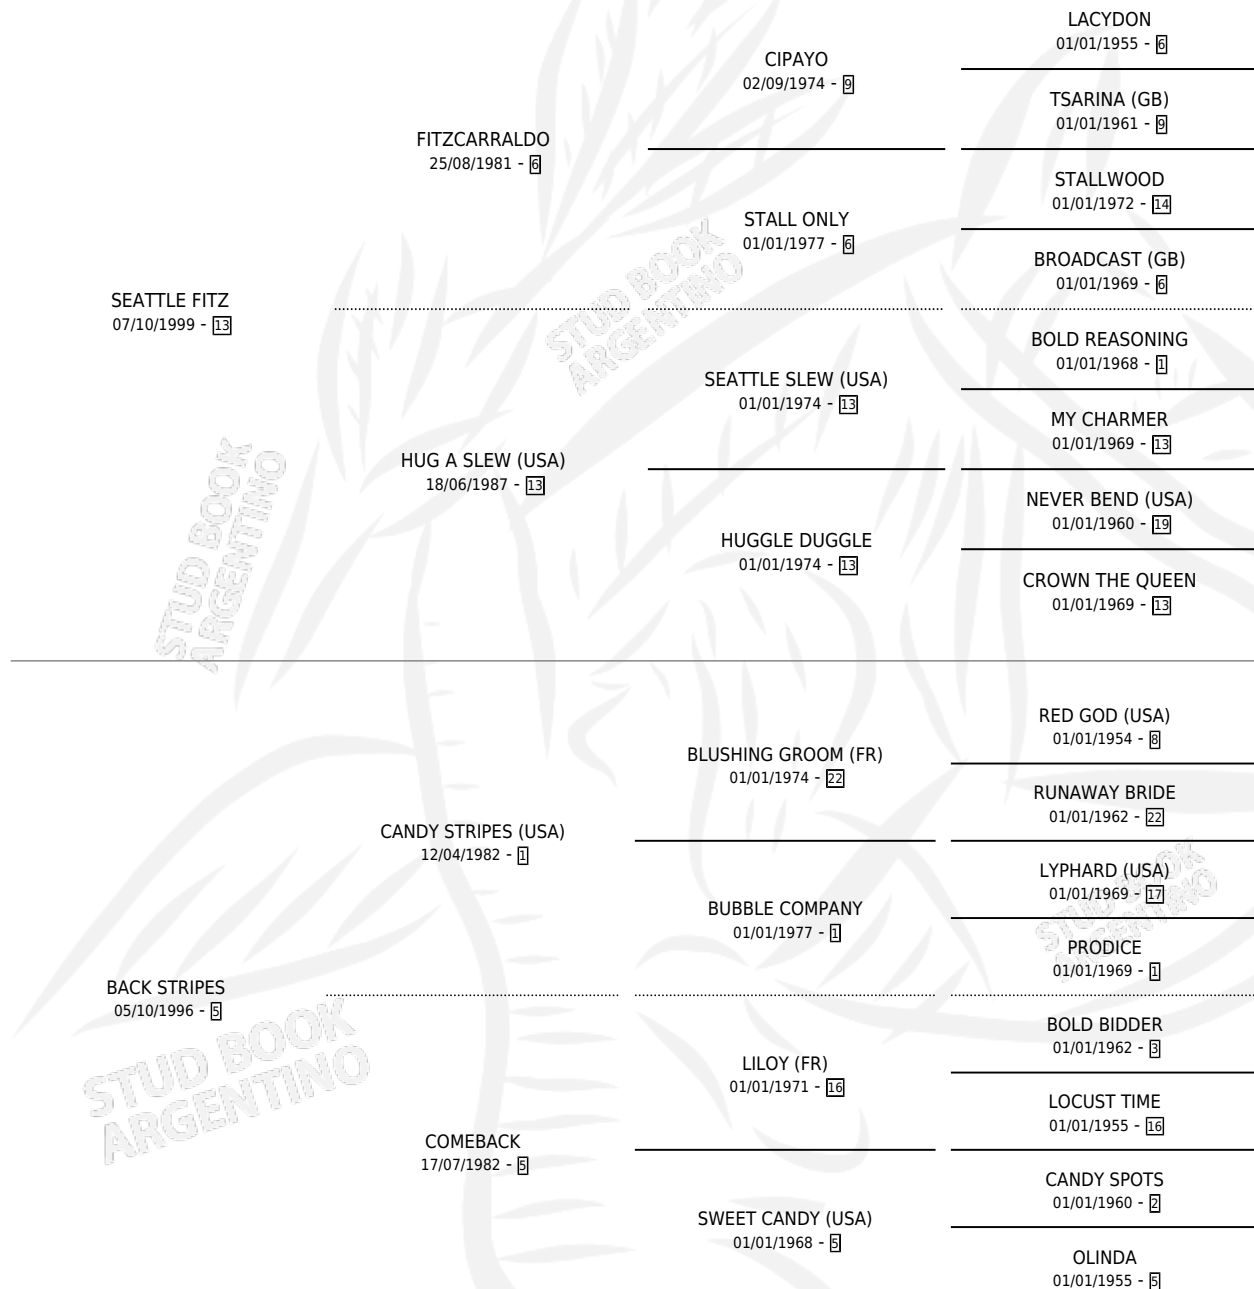 LACYDON
01/01/1955 - 6
CIPAYO
02/09/1974 - 9
TSARINA (GB)
01/01/1961 - 9
FITZCARRALDO
25/08/1981 - 6
STALLWOOD
01/01/1972 - 14
STALL ONLY
01/01/1977 - 6
BROADCAST (GB)
01/01/1969 - 6
SEATTLE FITZ
07/10/1999 - 13
STUD BOOK
ARGENTINO
BOLD REASONING
01/01/1968 - 1
SEATTLE SLEW (USA)
01/01/1974 - 13
MY CHARMER
01/01/1969 - 13
HUG A SLEW (USA)
18/06/1987 - 13
NEVER BEND (USA)
01/01/1960 - 19
HUGGLE DUGGLE
01/01/1974 - 13
CROWN THE QUEEN
01/01/1969 - 13
STUD BOOK
ARGENTINO
RED GOD (USA)
01/01/1954 - 8
BLUSHING GROOM (FR)
01/01/1974 - 22
RUNAWAY BRIDE
01/01/1962 - 22
CANDY STRIPES (USA)
12/04/1982 - 1
LYPHARD (USA)
01/01/1969 - 17
BUBBLE COMPANY
01/01/1977 - 1
STUD BOOK
ARGENTINO
PRODICE
01/01/1969 - 1
BACK STRIPES
05/10/1996 - 5
STUD BOOK
ARGENTINO
BOLD BIDDER
01/01/1962 - 3
LILOY (FR)
01/01/1971 - 16
LOCUST TIME
01/01/1955 - 16
COMEBACK
17/07/1982 - 5
CANDY SPOTS
01/01/1960 - 2
SWEET CANDY (USA)
01/01/1968 - 5
OLINDA
01/01/1955 - 5